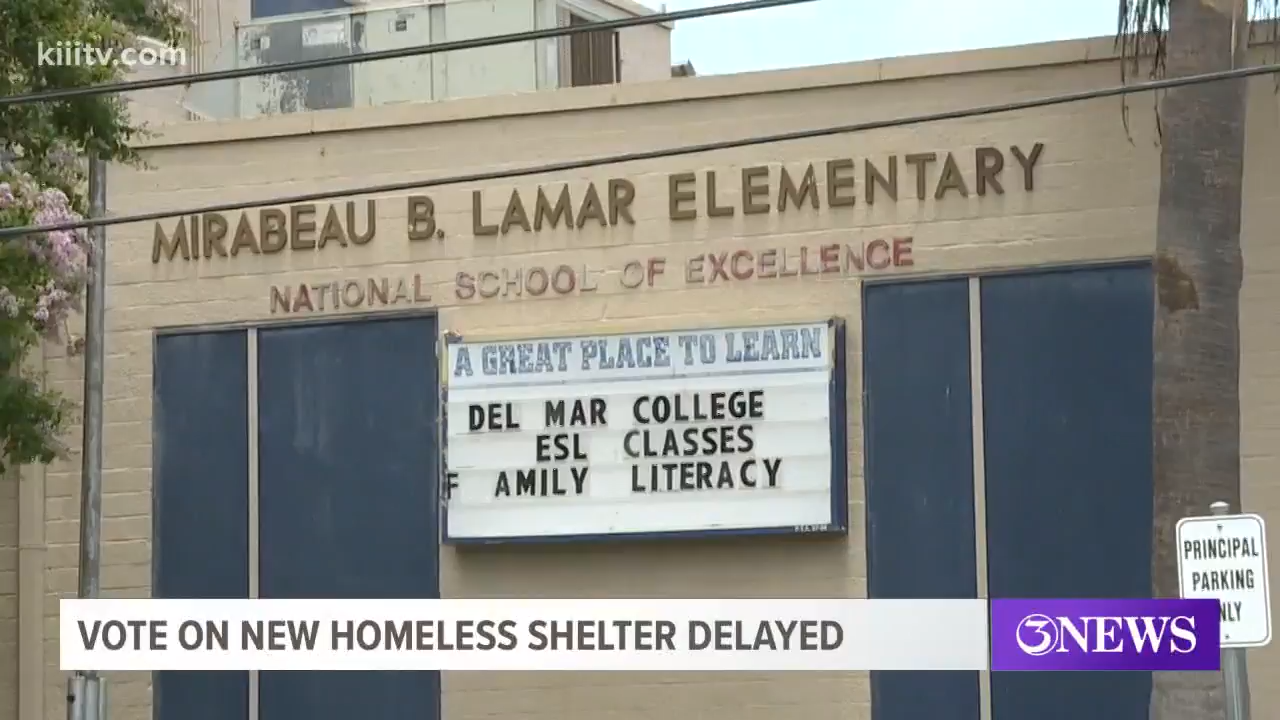 kiiitv.com
MIRABEAU B. LAMAR ELEMENTARY
NATIONAL SCHOOL OF EXCELLENCE
A GREAT PLACE TO LEARN
DEL MAR COLLEGE
ESL CLASSES
F AMILY LITERACY
PRINCIPAL
PARKING
NLY
VOTE ON NEW HOMELESS SHELTER DELAYED
3NEWS